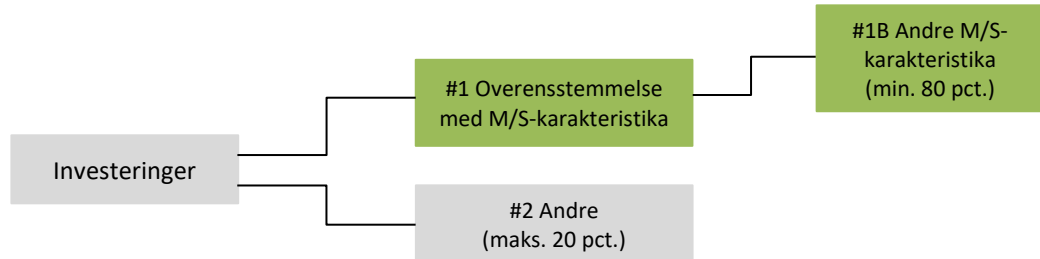 #1B Andre M/S-
karakteristika
(min. 80 pct.)
#1 Overensstemmelse
med M/S-karakteristika
Investeringer
#2 Andre
(maks. 20 pct.)